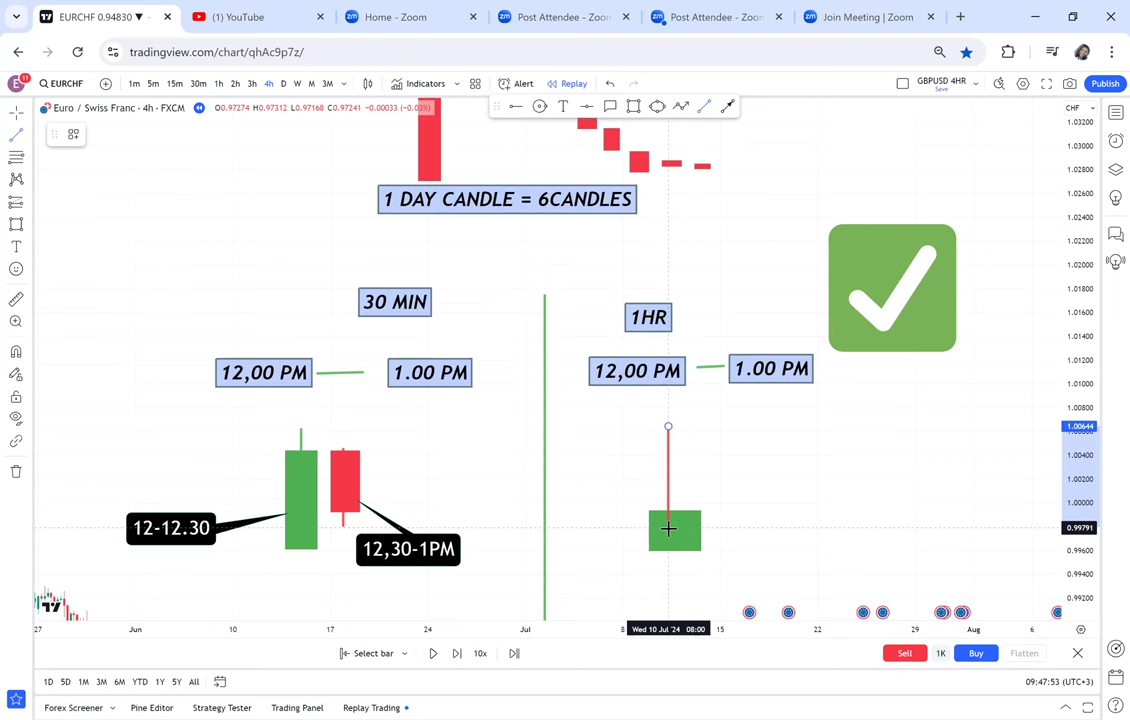 EURCHF 0.94830 ▼
(1) YouTube
Home - Zoom
Post Attendee - Zoom
Post Attendee - Zoom
Join Meeting | Zoom
tradingview.com/chart/qhAc9p7z/
11
EURCHF
1m 5m 15m 30m 1h 2h 3h 4h D W M 3M
Indicators
Alert
Replay
GBPUSD 4HR
Save
Publish
Euro / Swiss Franc · 4h · FXCM
O0.97274 H0.97312 L0.97168 C0.97241 −0.00033 (−0.03%)
CHF
1.03200
1.03000
1.02800
1.02600
1.02400
1.02200
1.02000
1.01800
1.01600
1.01400
1.01200
1.01000
1.00800
1.00644
1.00400
1.00200
1.00000
0.99791
0.99600
0.99400
0.99200
1 DAY CANDLE = 6CANDLES
30 MIN
1HR
12,00 PM
1.00 PM
12,00 PM
1.00 PM
12-12.30
12,30-1PM
27 Jun 10 17 24 Jul 8 Wed 10 Jul '24 08:00 15 22 29 Aug 6
Select bar
10x
Sell
1K
Buy
Flatten
1D 5D 1M 3M 6M YTD 1Y 5Y All
09:47:53 (UTC+3)
Forex Screener
Pine Editor
Strategy Tester
Trading Panel
Replay Trading